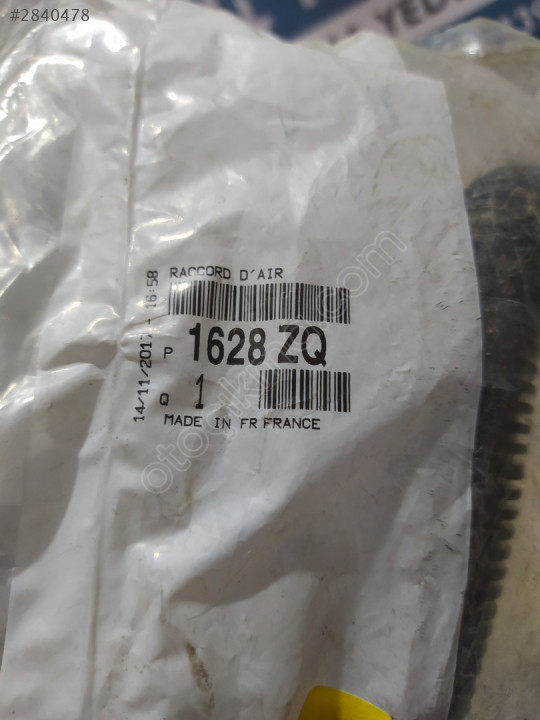 #2840478
RACCORD D'AIR
P 1628 ZQ
Q 1
MADE IN FR FRANCE
14/11/2017 - 16:58